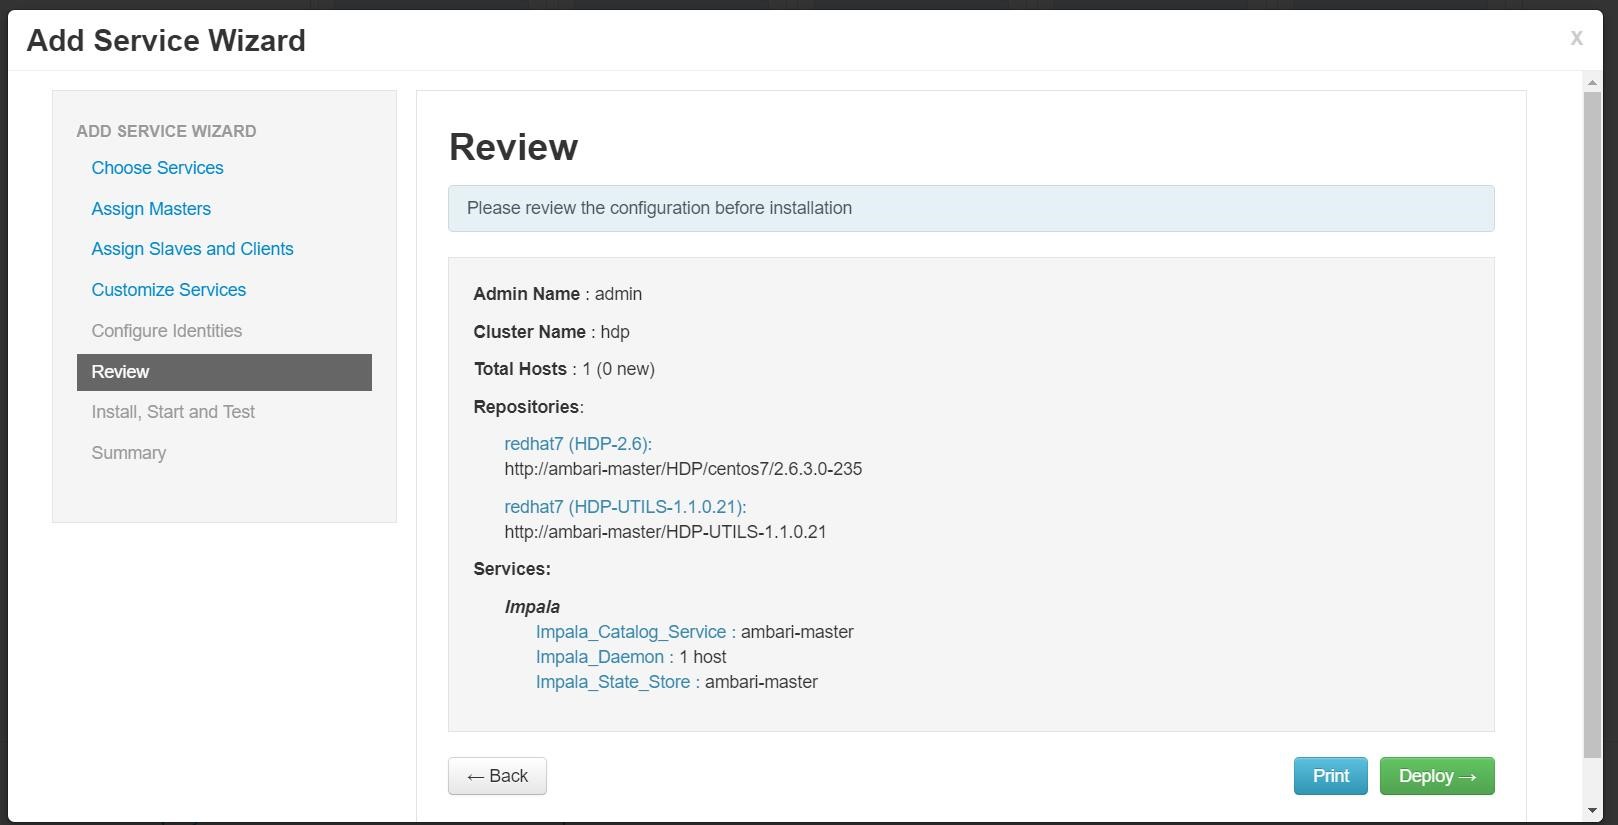 Add Service Wizard
X
ADD SERVICE WIZARD
Choose Services
Assign Masters
Assign Slaves and Clients
Customize Services
Configure Identities
Review
Install, Start and Test
Summary
Review
Please review the configuration before installation
Admin Name : admin
Cluster Name : hdp
Total Hosts : 1 (0 new)
Repositories:
redhat7 (HDP-2.6):
http://ambari-master/HDP/centos7/2.6.3.0-235
redhat7 (HDP-UTILS-1.1.0.21):
http://ambari-master/HDP-UTILS-1.1.0.21
Services:
Impala
Impala_Catalog_Service : ambari-master
Impala_Daemon : 1 host
Impala_State_Store : ambari-master
← Back
Print
Deploy →